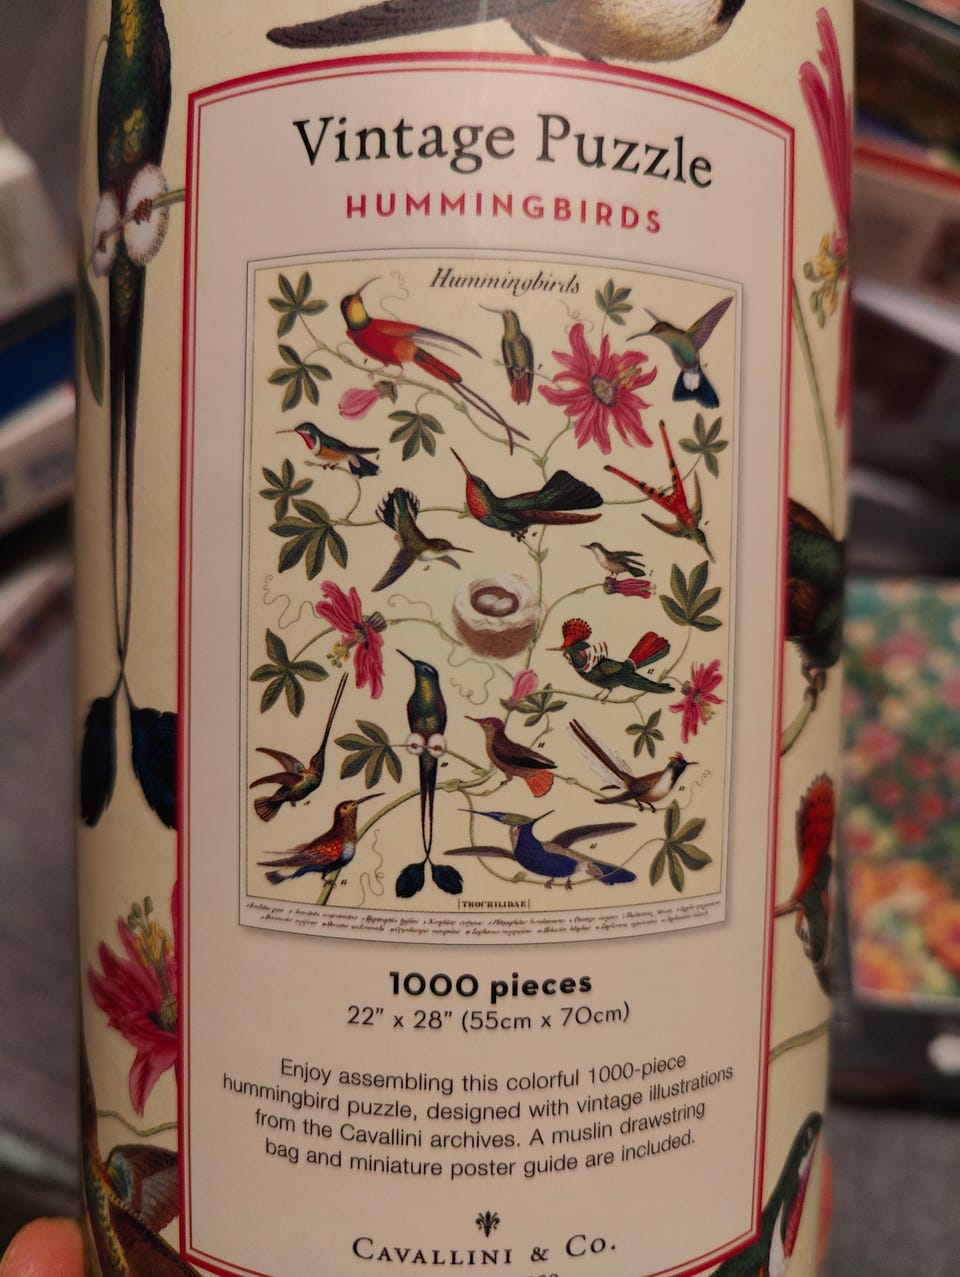 Vintage Puzzle
HUMMINGBIRDS
Hummingbirds
TROCHILIDAE
1000 pieces
22" x 28" (55cm x 70cm)
Enjoy assembling this colorful 1000-piece
hummingbird puzzle, designed with vintage illustrations
from the Cavallini archives. A muslin drawstring
bag and miniature poster guide are included.
CAVALLINI & CO.